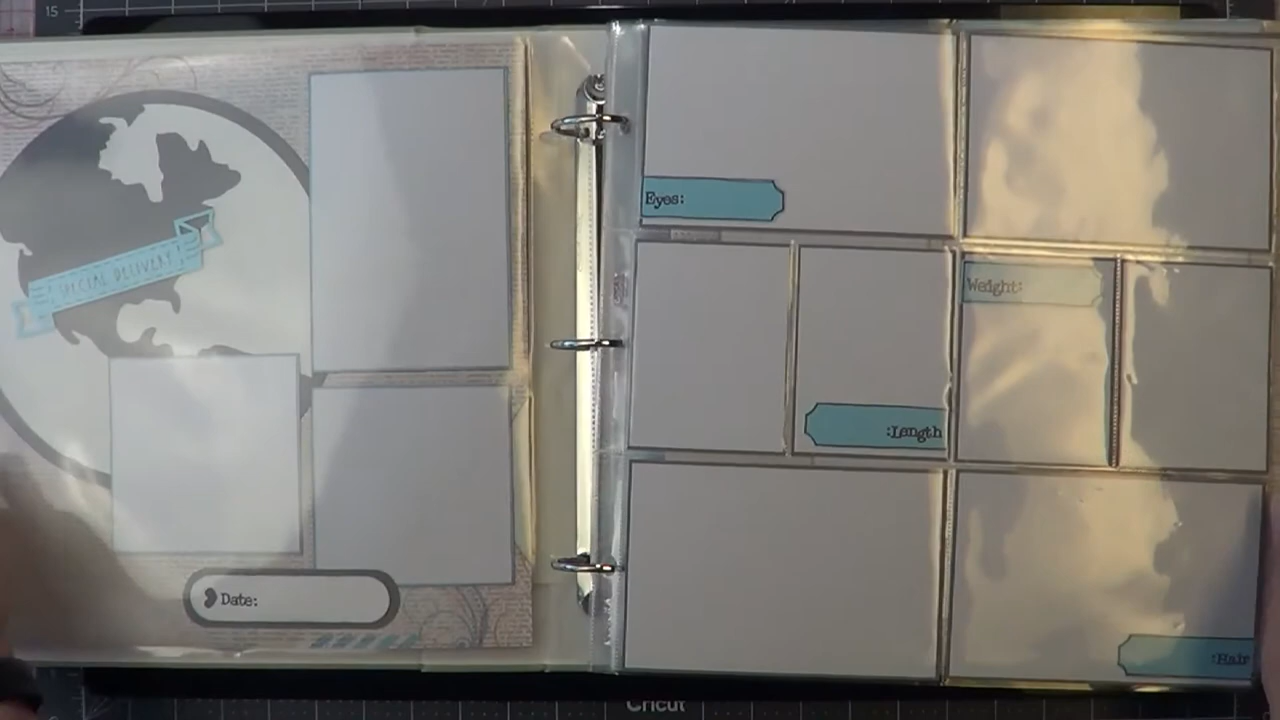 15
SPECIAL DELIVERY
Date:
Eyes:
Weight:
:Length
:Hair
Cricut